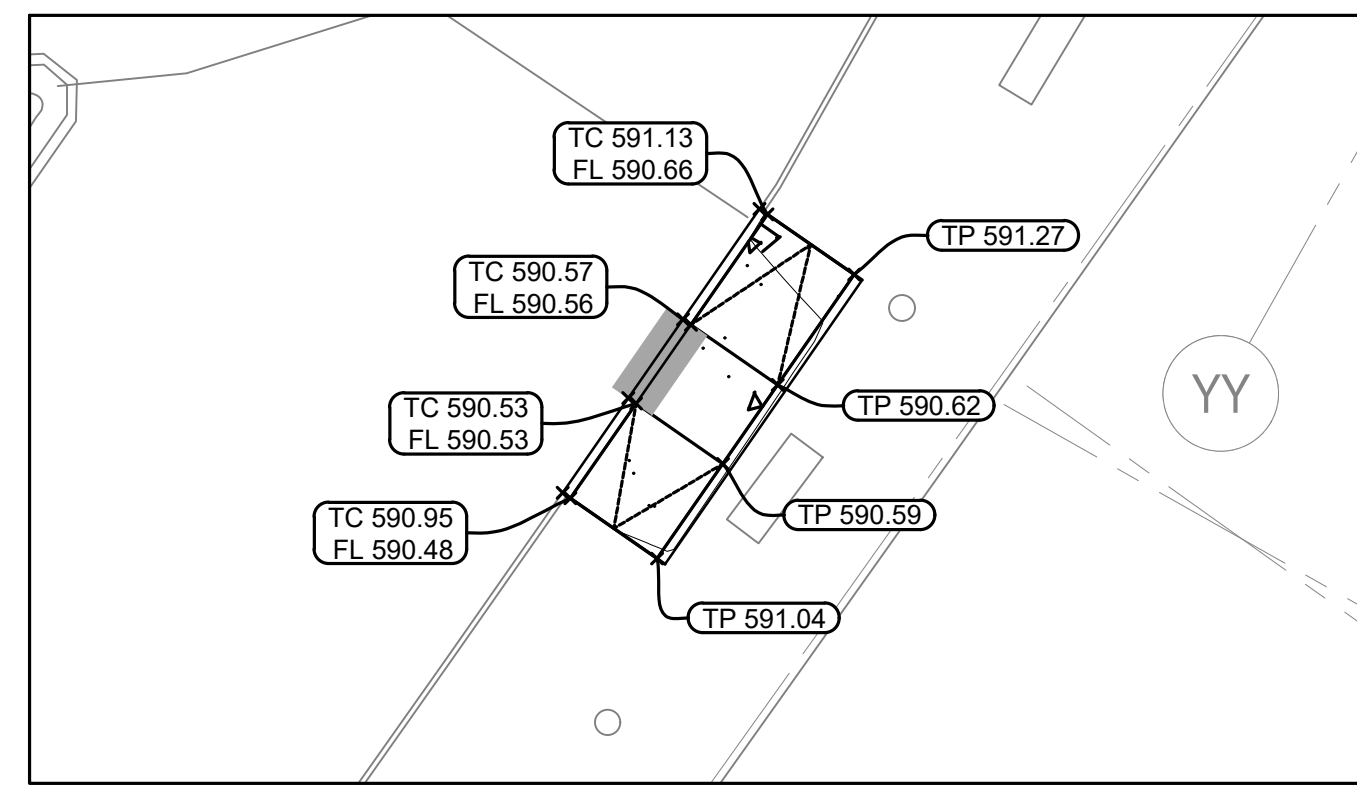 TC 591.13
FL 590.66
TP 591.27
TC 590.57
FL 590.56
YY
TC 590.53
FL 590.53
TP 590.62
TC 590.95
FL 590.48
TP 590.59
TP 591.04